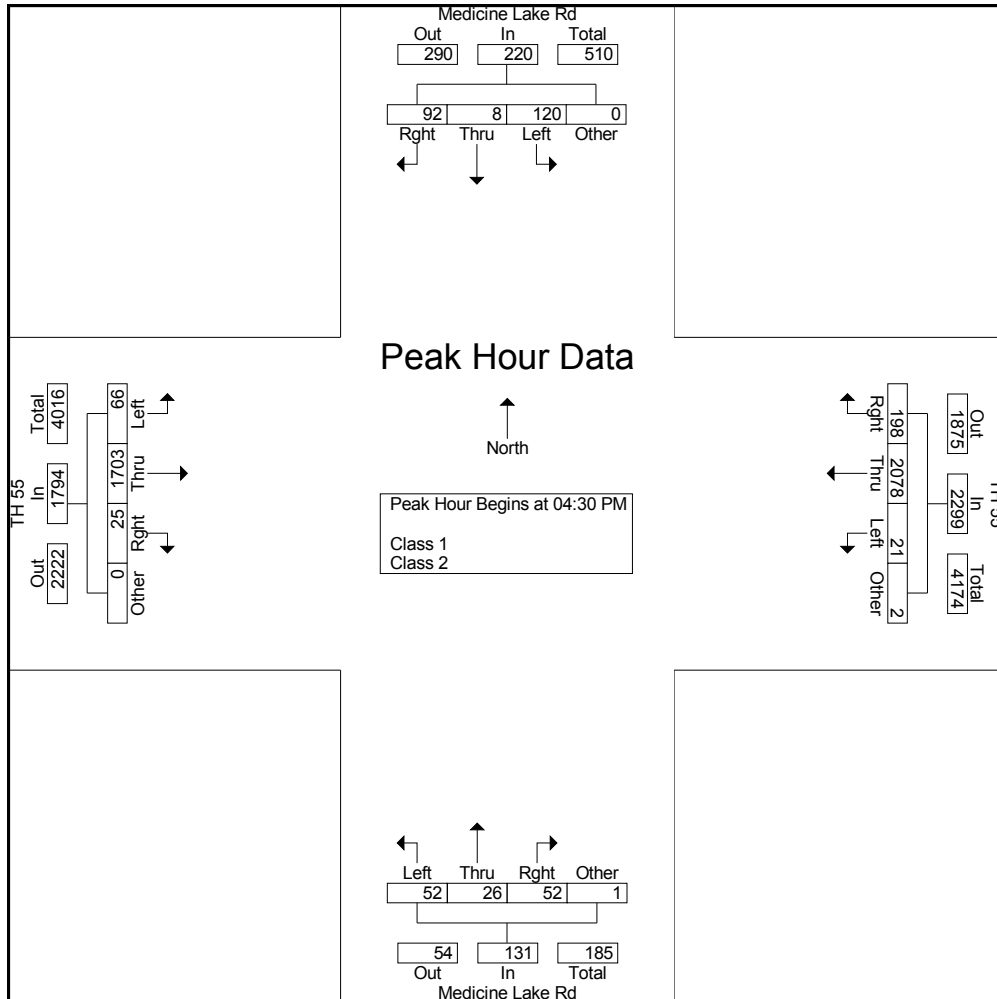 Medicine Lake Rd
Out In Total
290 220 510
92 8 120 0
Rght Thru Left Other
Peak Hour Data
North
Peak Hour Begins at 04:30 PM
Class 1
Class 2
TH 55
Total In Out
4016 1794 2222
66 1703 25 0
Left Thru Rght Other
Out In Total
1875 2299 4174
198 2078 21 2
Rght Thru Left Other
Left Thru Rght Other
52 26 52 1
54 131 185
Out In Total
Medicine Lake Rd